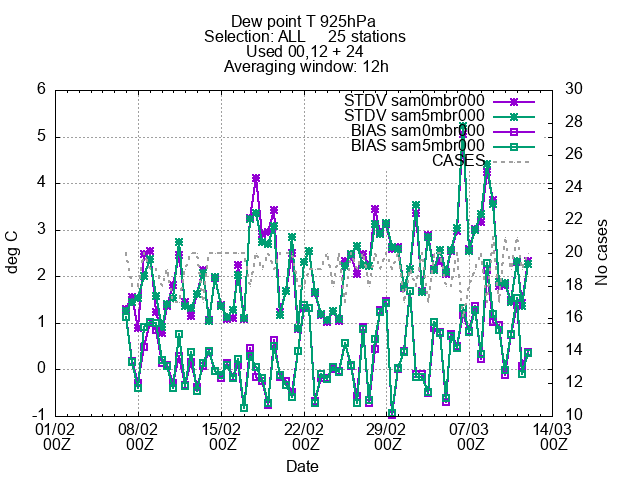 Dew point T 925hPa
Selection: ALL 25 stations
Used 00,12 + 24
Averaging window: 12h
STDV sam0mbr000
STDV sam5mbr000
BIAS sam0mbr000
BIAS sam5mbr000
CASES
6
5
4
3
2
1
0
-1
deg C
30
28
26
24
22
20
18
16
14
12
10
No cases
01/02 08/02 15/02 22/02 29/02 07/03 14/03
00Z 00Z 00Z 00Z 00Z 00Z 00Z
Date